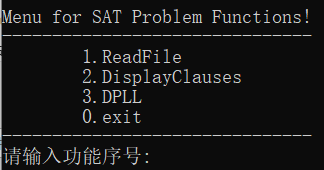 Menu for SAT Problem Functions!
-------------------------------
1.ReadFile
2.DisplayClauses
3.DPLL
0.exit
-------------------------------
请输入功能序号: